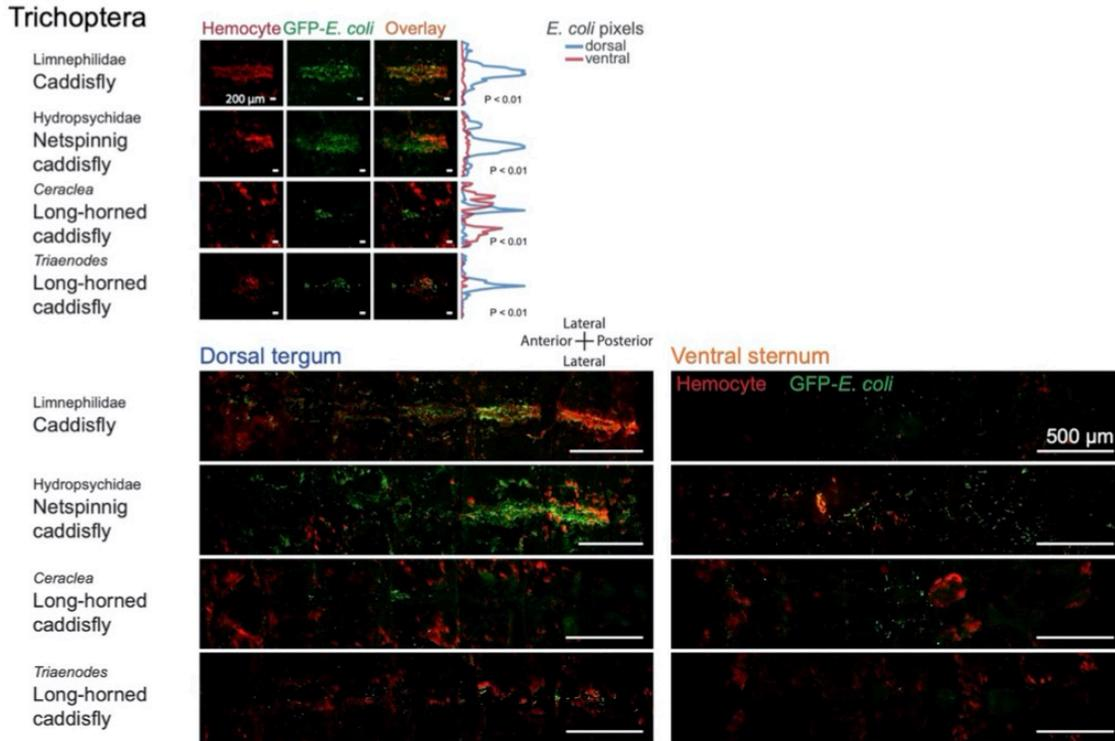 Trichoptera
Hemocyte GFP-E. coli Overlay
E. coli pixels
dorsal
ventral
Limnephilidae
Caddisfly
200 µm
P < 0.01
Hydropsychidae
Netspinnig
caddisfly
P < 0.01
Ceraclea
Long-horned
caddisfly
P < 0.01
Triaenodes
Long-horned
caddisfly
P < 0.01
Lateral
Anterior Posterior
Lateral
Dorsal tergum
Ventral sternum
Hemocyte GFP-E. coli
Limnephilidae
Caddisfly
500 µm
Hydropsychidae
Netspinnig
caddisfly
Ceraclea
Long-horned
caddisfly
Triaenodes
Long-horned
caddisfly